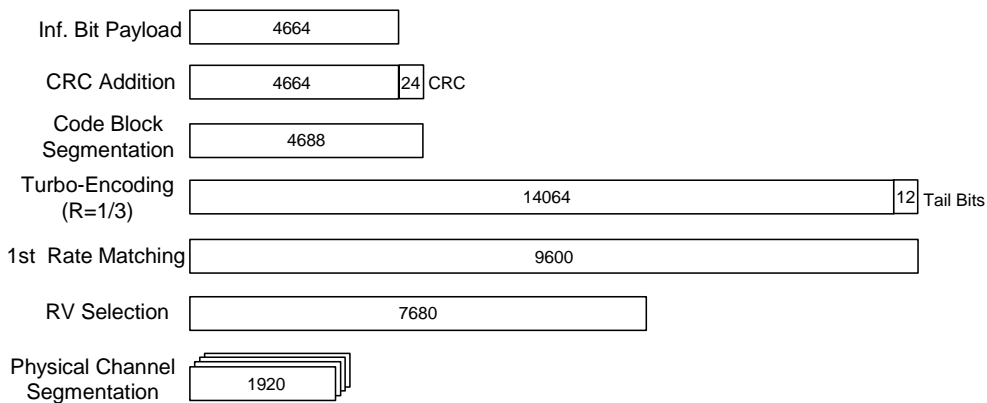 Inf. Bit Payload
4664
CRC Addition
4664
24
CRC
Code Block
Segmentation
4688
Turbo-Encoding
(R=1/3)
14064
12
Tail Bits
1st Rate Matching
9600
RV Selection
7680
Physical Channel
Segmentation
1920